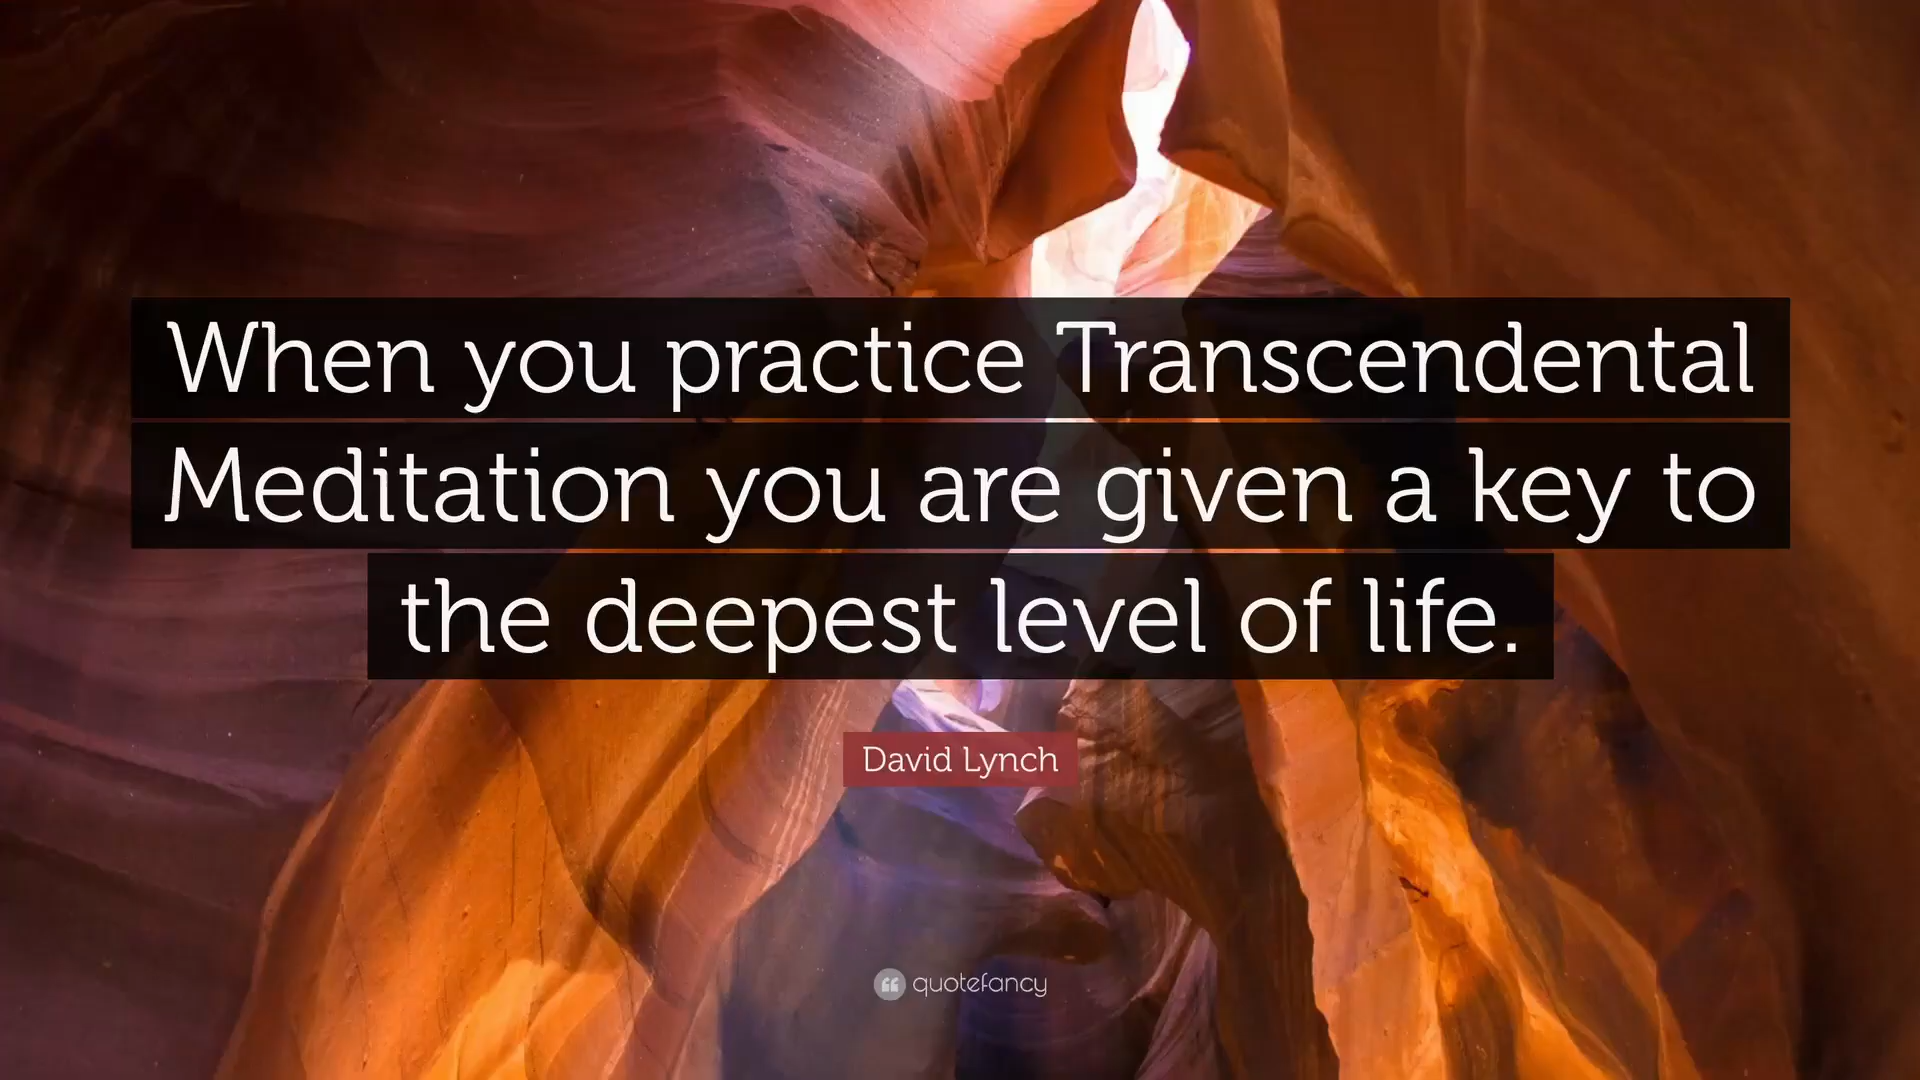 When you practice Transcendental
Meditation you are given a key to
the deepest level of life.
David Lynch
quotefancy